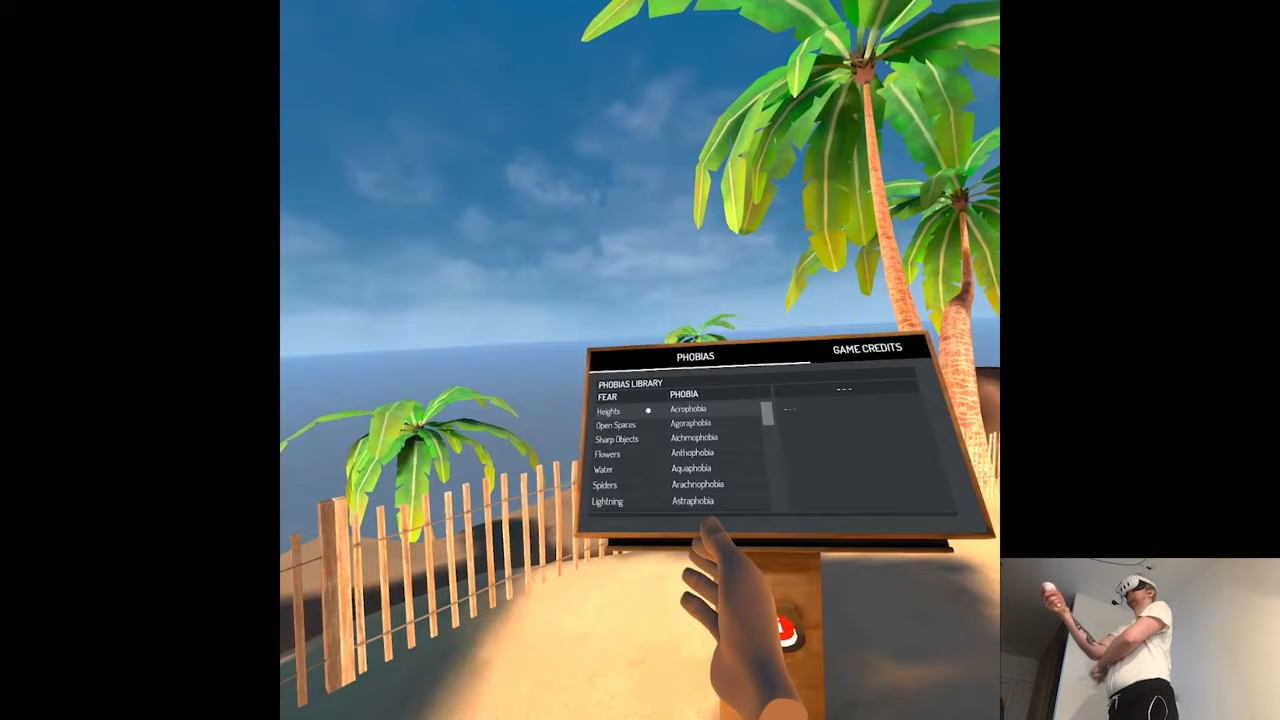 PHOBIAS GAME CREDITS
PHOBIAS LIBRARY
FEAR PHOBIA ---
Heights Acrophobia ---
Open Spaces Agoraphobia
Sharp Objects Aichmophobia
Flowers Anthophobia
Water Aquaphobia
Spiders Arachnophobia
Lightning Astraphobia